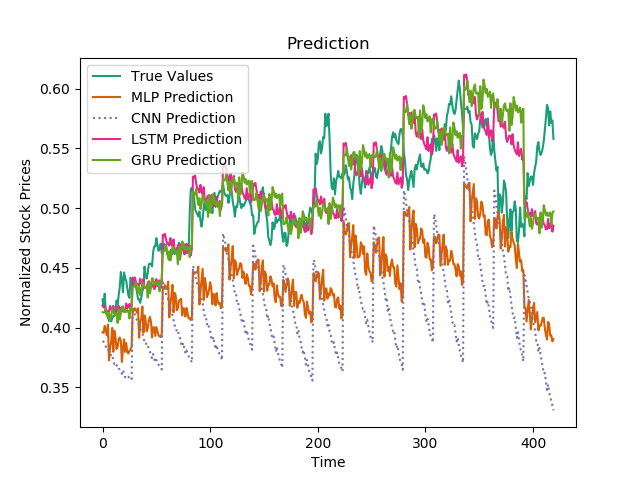 Prediction
True Values
MLP Prediction
CNN Prediction
LSTM Prediction
GRU Prediction
Normalized Stock Prices
0.60
0.55
0.50
0.45
0.40
0.35
0
100
200
300
400
Time